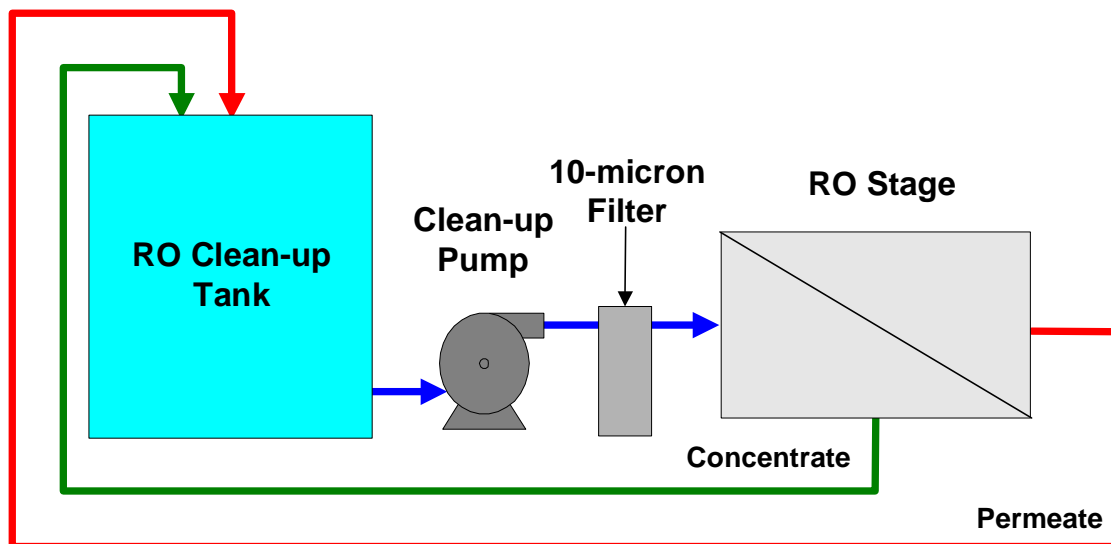 RO Clean-up
Tank
Clean-up
Pump
10-micron
Filter
RO Stage
Concentrate
Permeate